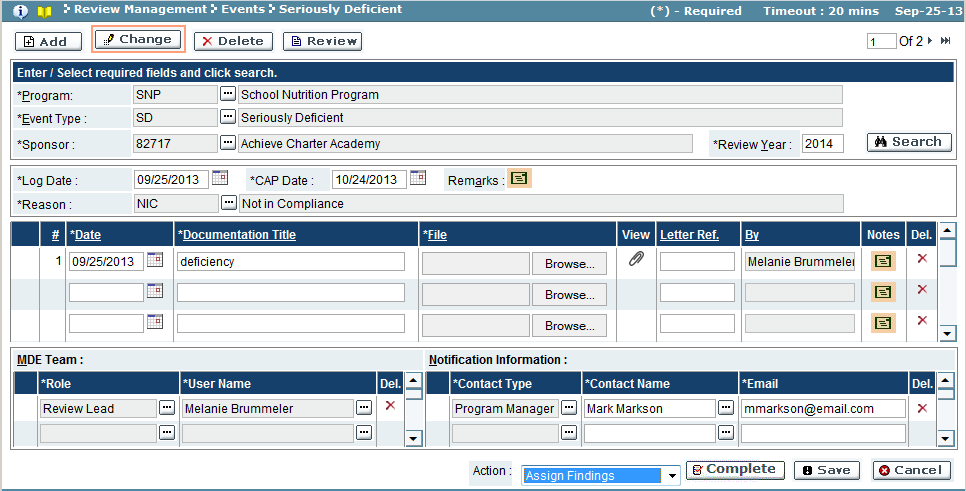 Review Management > Events > Seriously Deficient (*) - Required Timeout : 20 mins Sep-25-13
Add Change Delete Review 1 Of 2
Enter / Select required fields and click search.
*Program: SNP ... School Nutrition Program
*Event Type : SD ... Seriously Deficient
*Sponsor : 82717 ... Achieve Charter Academy *Review Year : 2014 Search
*Log Date : 09/25/2013 *CAP Date : 10/24/2013 Remarks :
*Reason : NIC ... Not in Compliance
# *Date *Documentation Title *File View Letter Ref. By Notes Del.
1 09/25/2013 deficiency Browse... Melanie Brummeler
Browse...
Browse...
MDE Team : Notification Information :
*Role *User Name Del. *Contact Type *Contact Name *Email Del.
Review Lead ... Melanie Brummeler ... Program Manager ... Mark Markson ... mmarkson@email.com
... ... ... ...
Action : Assign Findings Complete Save Cancel